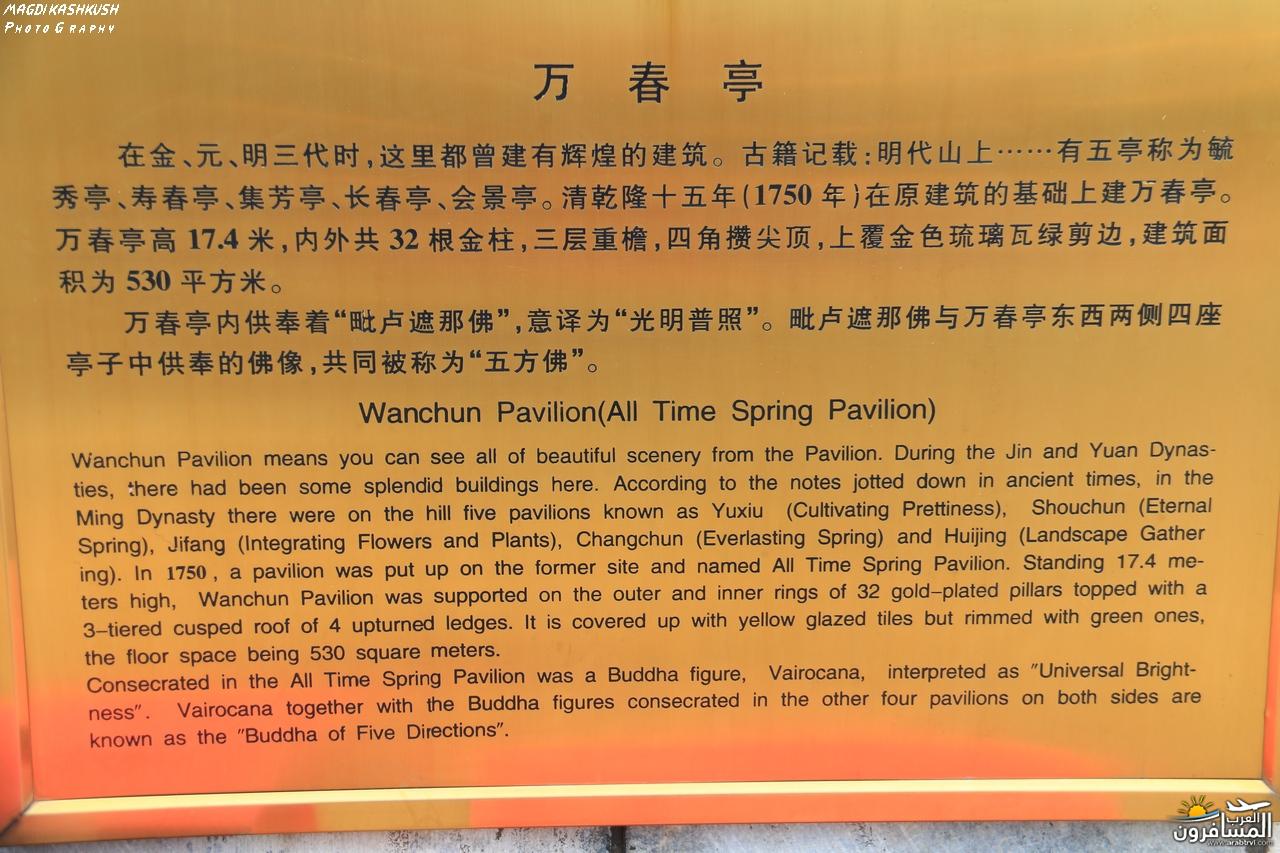 MAGDI KASHKUSH
PHOTOGRAPHY
万春亭
在金、元、明三代时,这里都曾建有辉煌的建筑。古籍记载:明代山上……有五亭称为毓
秀亭、寿春亭、集芳亭、长春亭、会景亭。清乾隆十五年(1750 年)在原建筑的基础上建万春亭。
万春亭高 17.4 米,内外共 32 根金柱,三层重檐,四角攒尖顶,上覆金色琉璃瓦绿剪边,建筑面
积为 530 平方米。
万春亭内供奉着“毗卢遮那佛”,意译为“光明普照”。毗卢遮那佛与万春亭东西两侧四座
亭子中供奉的佛像,共同被称为“五方佛”。
Wanchun Pavilion(All Time Spring Pavilion)
Wanchun Pavilion means you can see all of beautiful scenery from the Pavilion. During the Jin and Yuan Dynas-
ties, there had been some splendid buildings here. According to the notes jotted down in ancient times, in the
Ming Dynasty there were on the hill five pavilions known as Yuxiu (Cultivating Prettiness), Shouchun (Eternal
Spring), Jifang (Integrating Flowers and Plants), Changchun (Everlasting Spring) and Huijing (Landscape Gather
ing). In 1750, a pavilion was put up on the former site and named All Time Spring Pavilion. Standing 17.4 me-
ters high, Wanchun Pavilion was supported on the outer and inner rings of 32 gold-plated pillars topped with a
3-tiered cusped roof of 4 upturned ledges. It is covered up with yellow glazed tiles but rimmed with green ones,
the floor space being 530 square meters.
Consecrated in the All Time Spring Pavilion was a Buddha figure, Vairocana, interpreted as "Universal Bright-
ness". Vairocana together with the Buddha figures consecrated in the other four pavilions on both sides are
known as the "Buddha of Five Directions".
العرب
المسافرون
www.arabtrvl.com